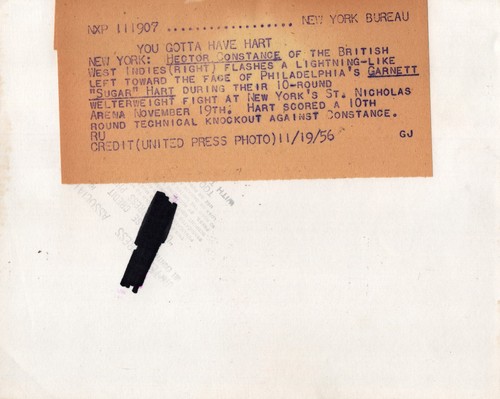 NXP 111907 ................... NEW YORK BUREAU
YOU GOTTA HAVE HART
NEW YORK: HECTOR CONSTANCE OF THE BRITISH
WEST INDIES(RIGHT) FLASHES A LIGHTNING-LIKE
LEFT TOWARD THE FACE OF PHILADELPHIA'S GARNETT
"SUGAR" HART DURING THEIR 10-ROUND
WELTERWEIGHT FIGHT AT NEW YORK'S ST. NICHOLAS
ARENA NOVEMBER 19TH. HART SCORED A 10TH
ROUND TECHNICAL KNOCKOUT AGAINST CONSTANCE.
RU
CREDIT(UNITED PRESS PHOTO)11/19/56 GJ
WITH